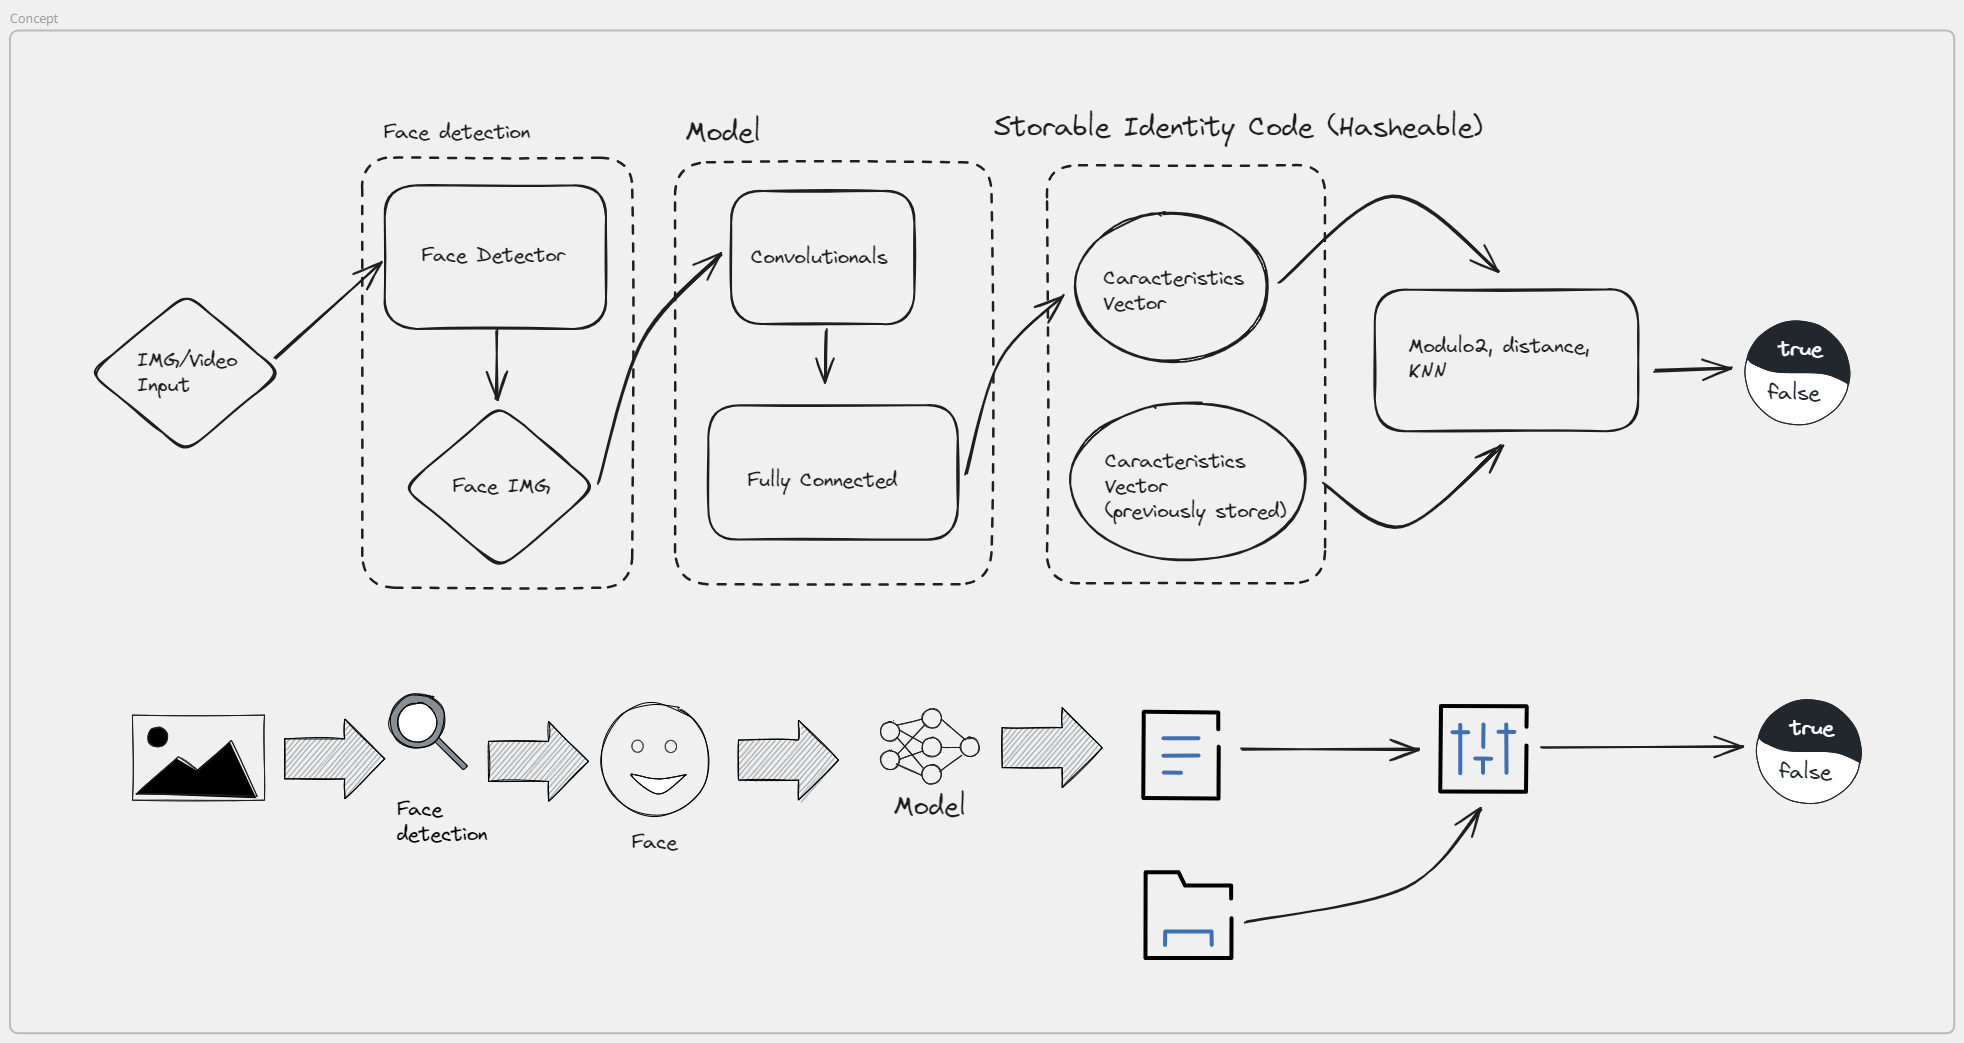 Concept
Face detection
Model
Storable Identity Code (Hasheable)
Face Detector
Convolutionals
Caracteristics
Vector
IMG/Video
Input
Modulo2, distance,
KNN
true
false
Face IMG
Fully Connected
Caracteristics
Vector
(previously stored)
Face
detection
Face
Model
true
false